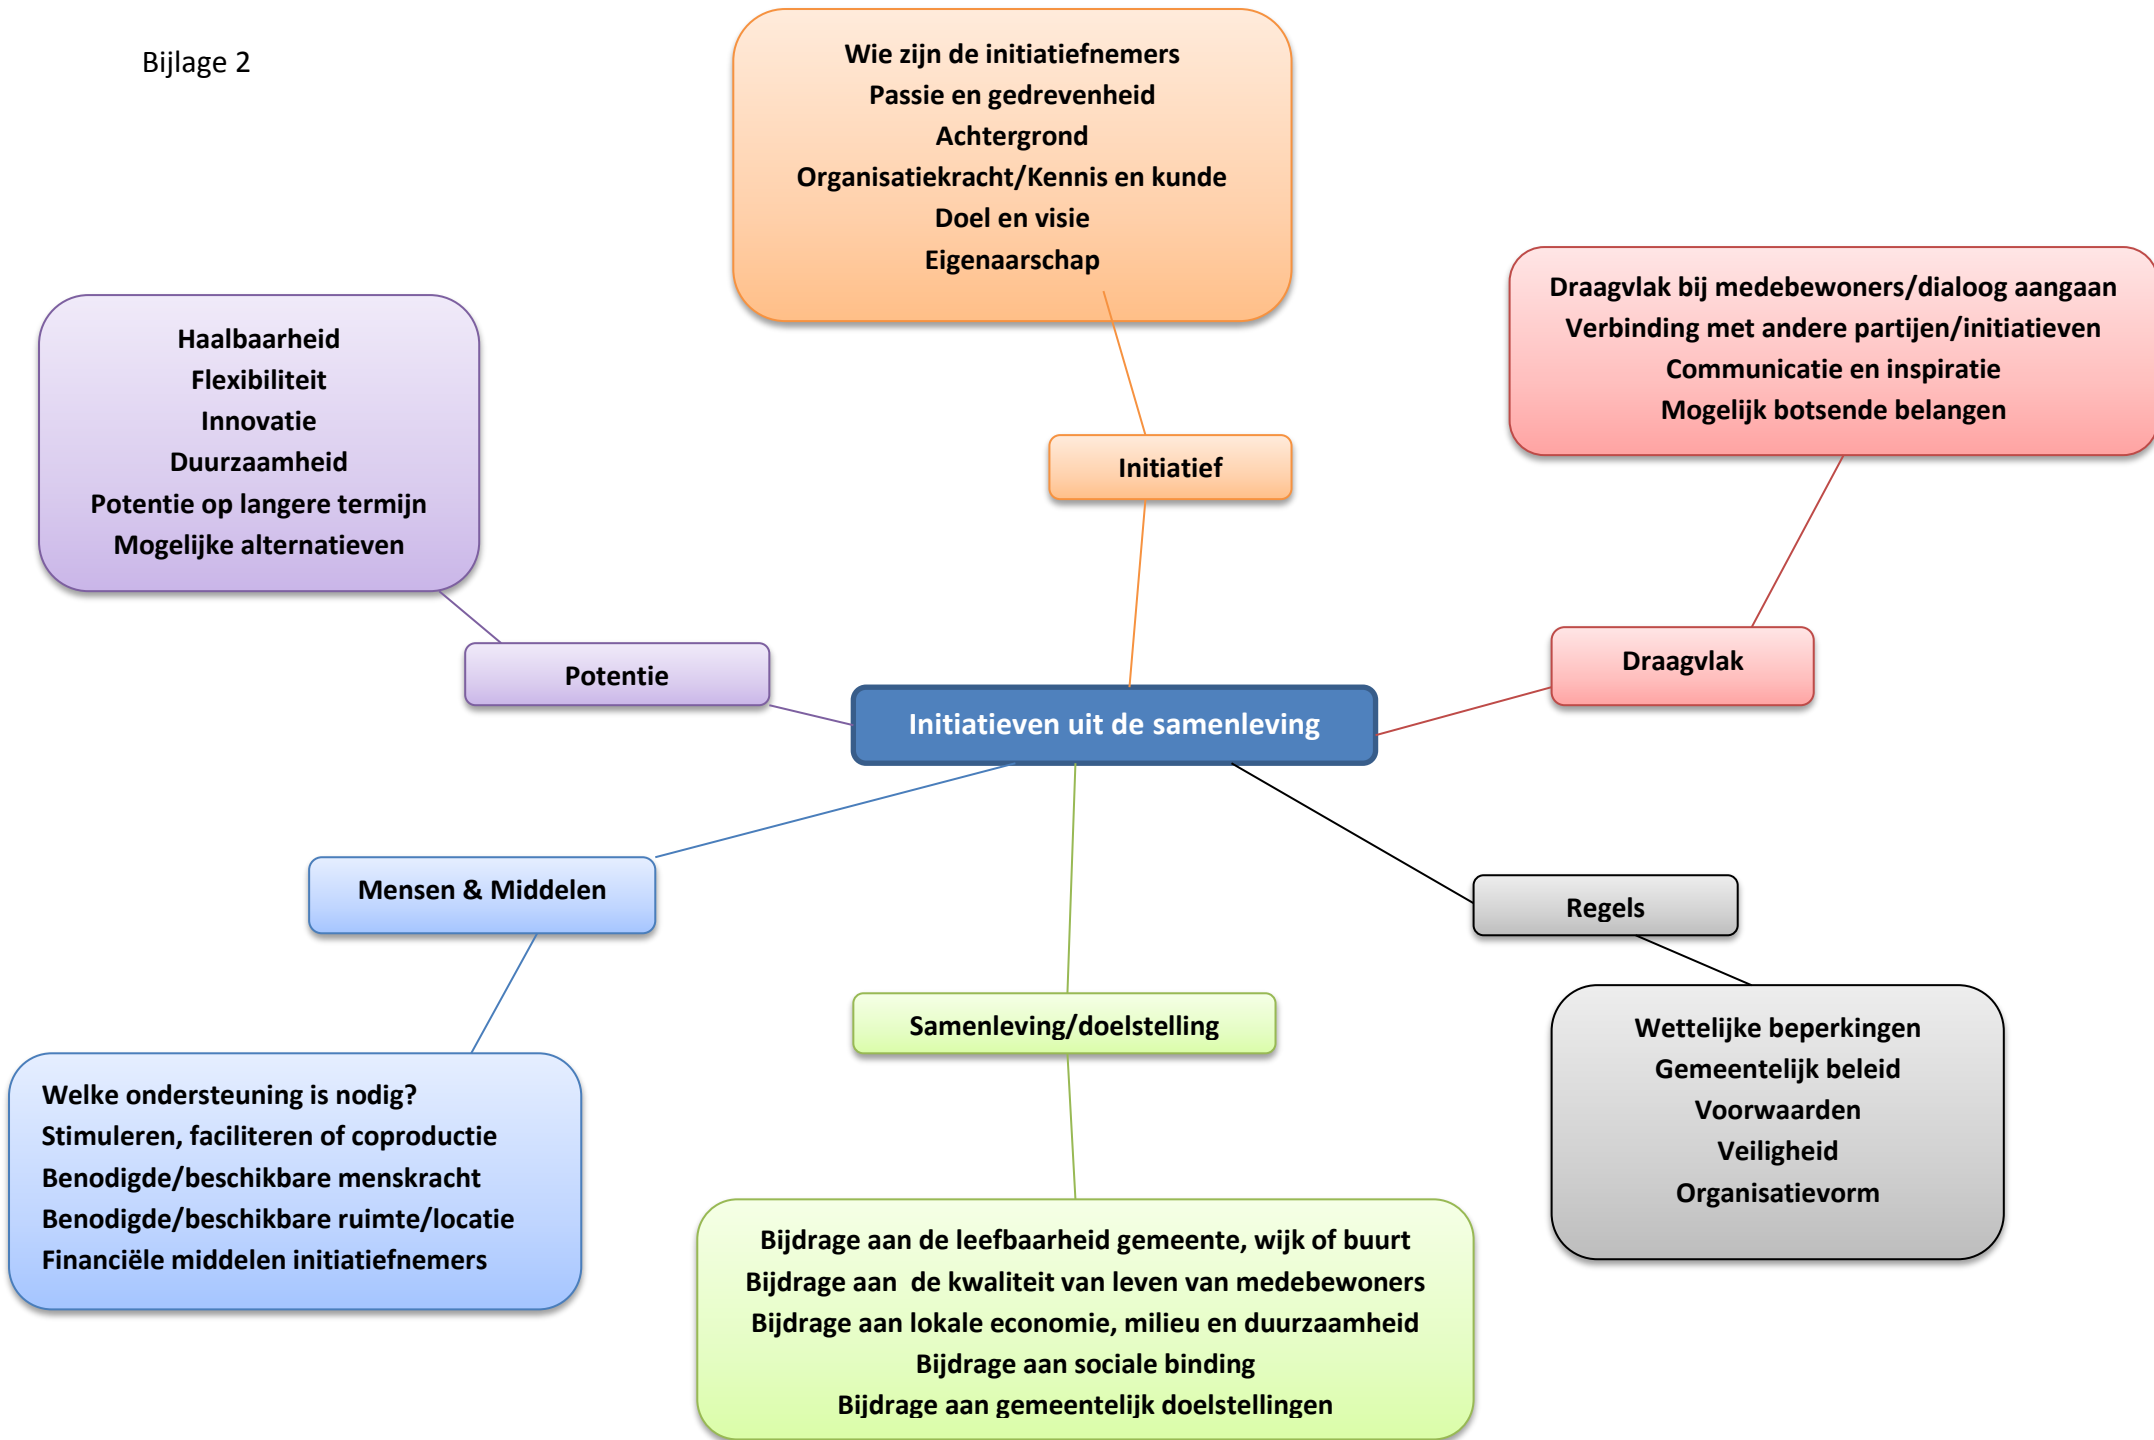 Bijlage 2
Wie zijn de initiatiefnemers
Passie en gedrevenheid
Achtergrond
Organisatiekracht/Kennis en kunde
Doel en visie
Eigenaarschap
Draagvlak bij medebewoners/dialoog aangaan
Verbinding met andere partijen/initiatieven
Communicatie en inspiratie
Mogelijk botsende belangen
Haalbaarheid
Flexibiliteit
Innovatie
Duurzaamheid
Potentie op langere termijn
Mogelijke alternatieven
Initiatief
Draagvlak
Potentie
Initiatieven uit de samenleving
Mensen & Middelen
Regels
Samenleving/doelstelling
Wettelijke beperkingen
Gemeentelijk beleid
Voorwaarden
Veiligheid
Organisatievorm
Welke ondersteuning is nodig?
Stimuleren, faciliteren of coproductie
Benodigde/beschikbare menskracht
Benodigde/beschikbare ruimte/locatie
Financiële middelen initiatiefnemers
Bijdrage aan de leefbaarheid gemeente, wijk of buurt
Bijdrage aan  de kwaliteit van leven van medebewoners
Bijdrage aan lokale economie, milieu en duurzaamheid
Bijdrage aan sociale binding
Bijdrage aan gemeentelijk doelstellingen